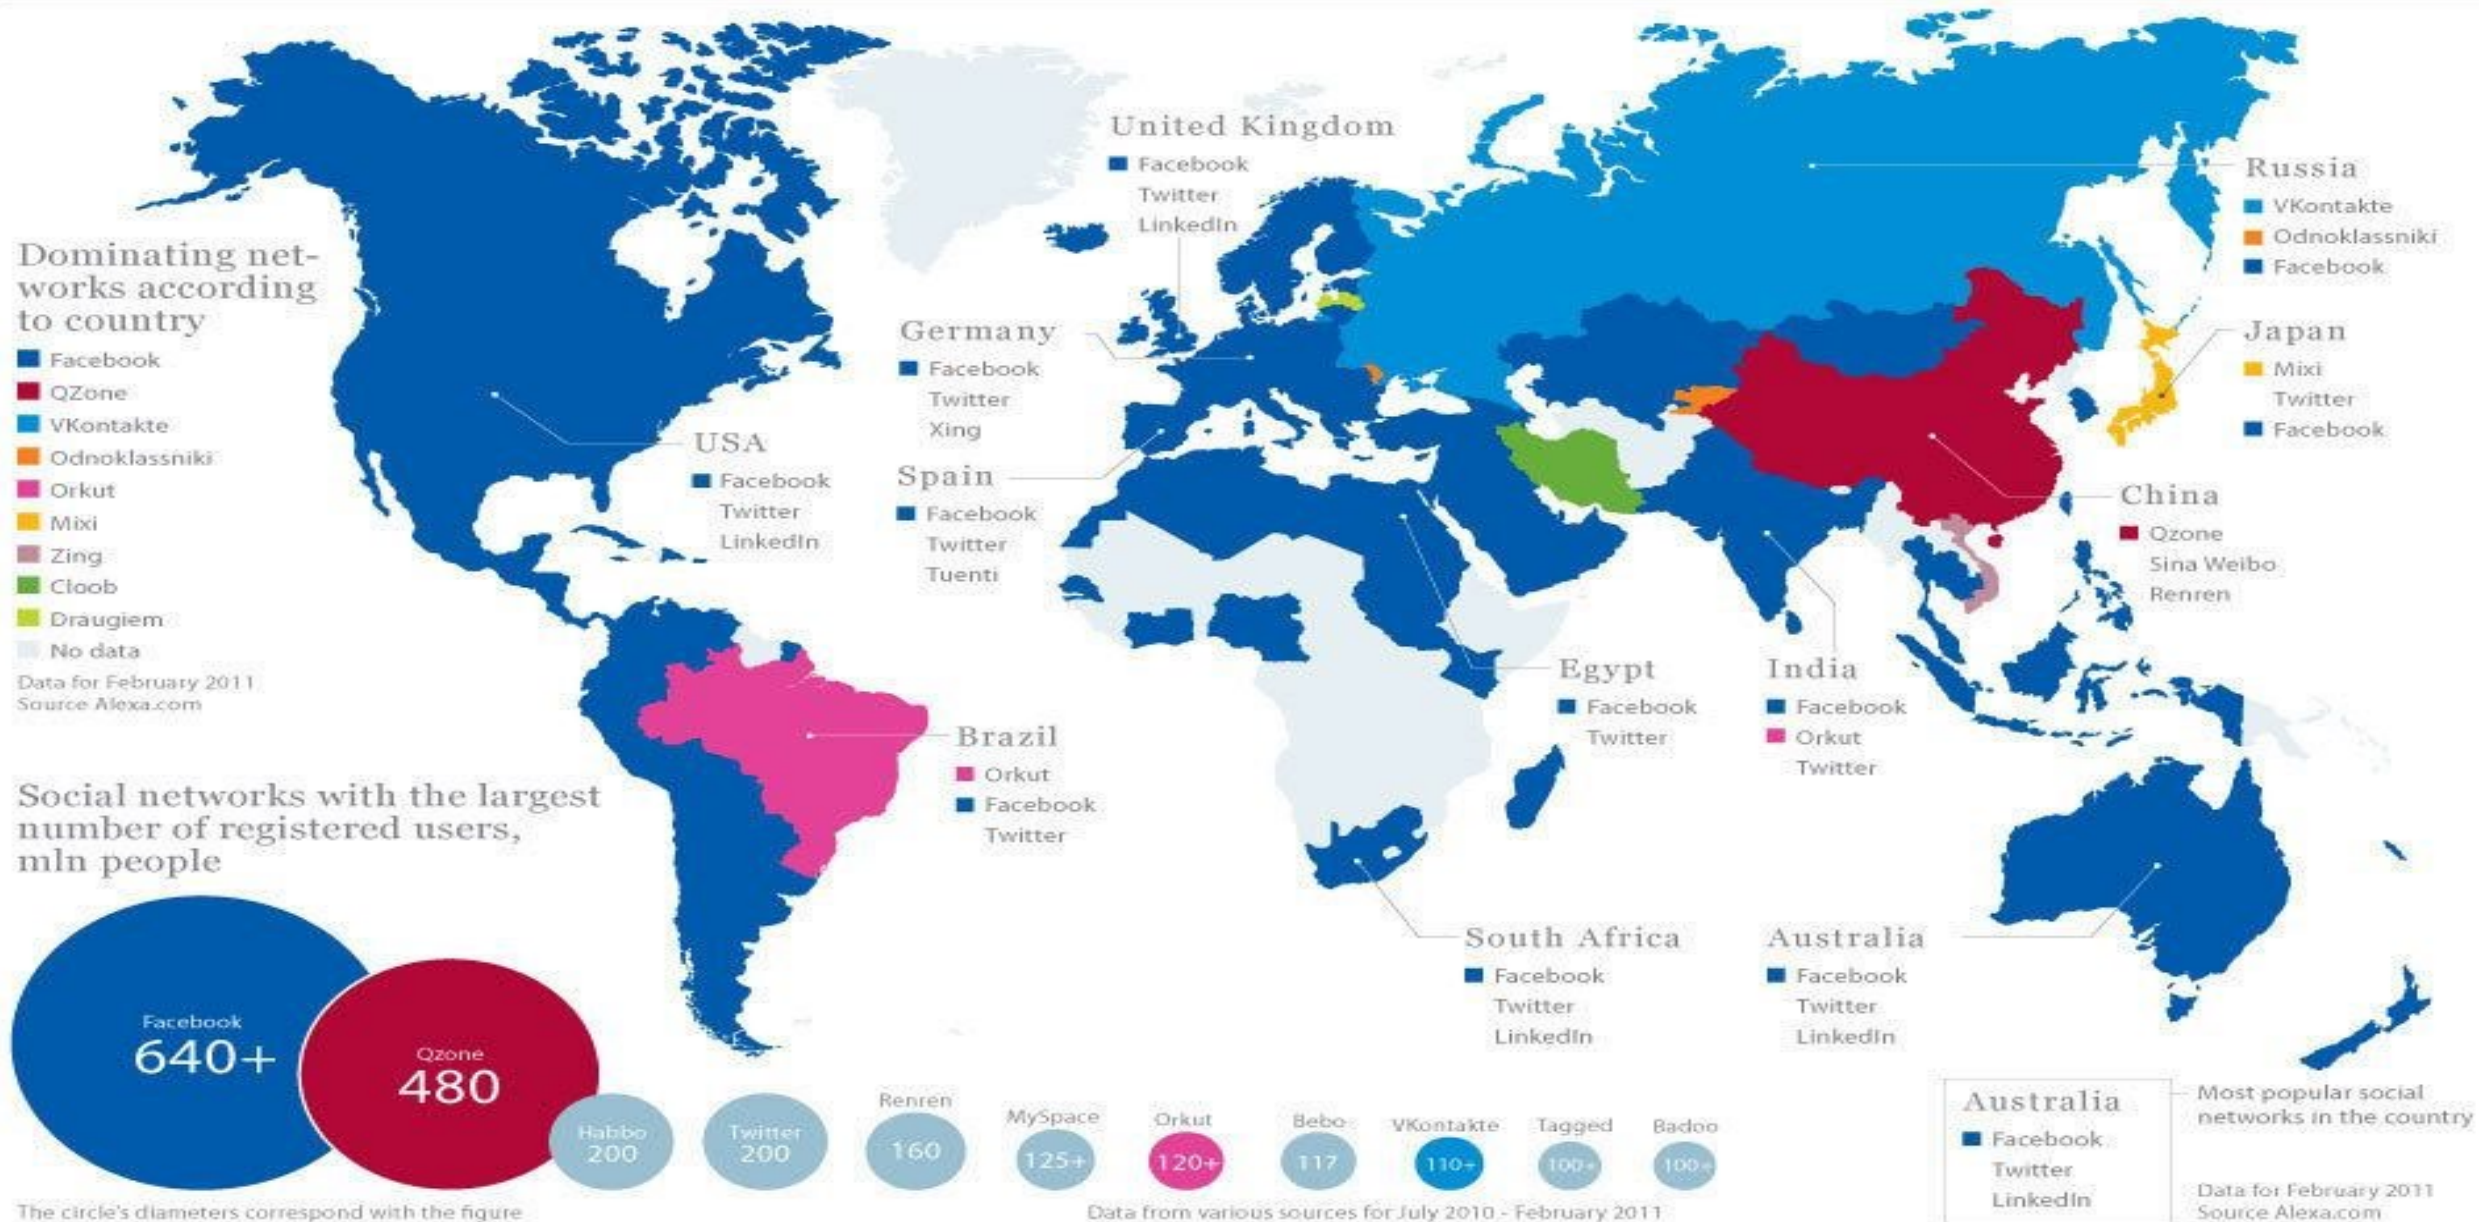 Dominating net-
works according
to country
Facebook
QZone
VKontakte
Odnoklassniki
Orkut
Mixi
Zing
Cloob
Draugiem
No data
Data for February 2011
Source Alexa.com
USA
Facebook
Twitter
LinkedIn
United Kingdom
Facebook
Twitter
LinkedIn
Germany
Facebook
Twitter
Xing
Spain
Facebook
Twitter
Tuenti
Russia
VKontakte
Odnoklassniki
Facebook
Japan
Mixi
Twitter
Facebook
China
Qzone
Sina Weibo
Renren
Egypt
Facebook
Twitter
India
Facebook
Orkut
Twitter
Brazil
Orkut
Facebook
Twitter
South Africa
Facebook
Twitter
LinkedIn
Australia
Facebook
Twitter
LinkedIn
Social networks with the largest
number of registered users,
mln people
Facebook
640+
Qzone
480
Habbo
200
Twitter
200
Renren
160
MySpace
125+
Orkut
120+
Bebo
117
VKontakte
110+
Tagged
100+
Badoo
100+
The circle's diameters correspond with the figure
Data from various sources for July 2010 - February 2011
Australia
Facebook
Twitter
LinkedIn
Most popular social
networks in the country
Data for February 2011
Source Alexa.com